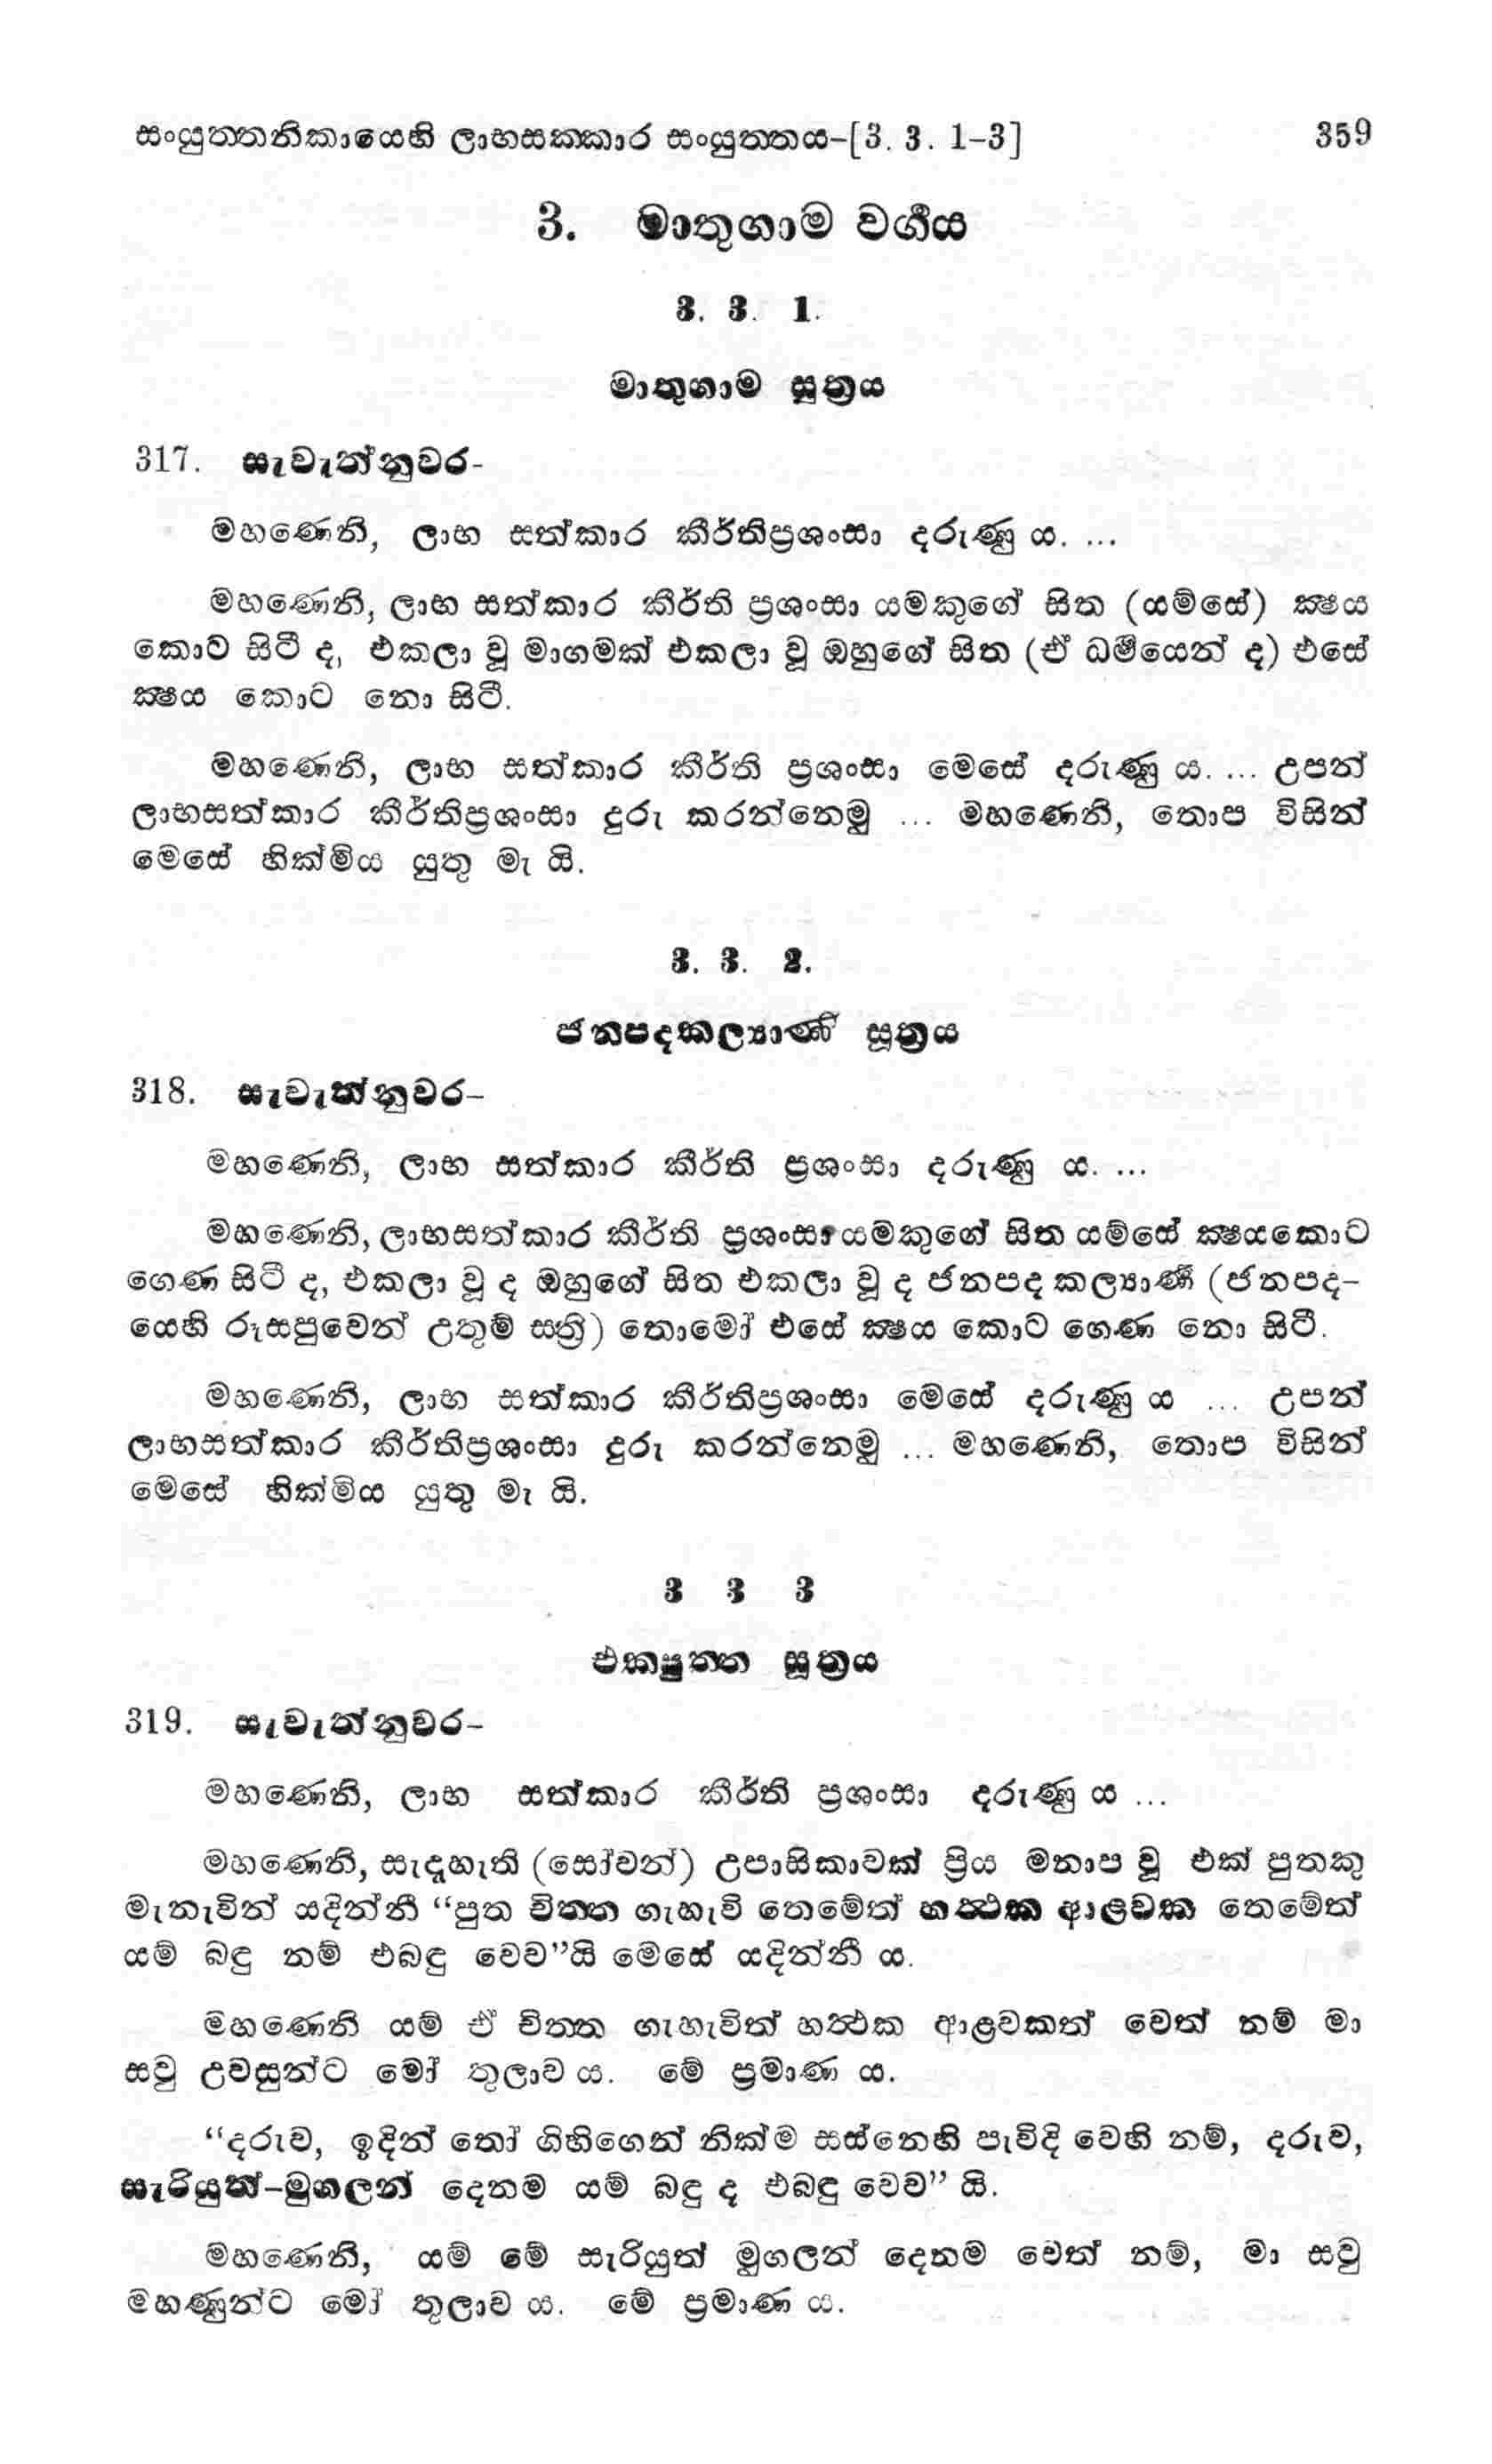 සංයුත්තනිකායෙහි ලාභසක්කාර සංයුත්තය-[3. 3. 1-3] 359
3. මාතුගාම වර්‍ගය
3. 3. 1.
මාතුගාම සූත්‍රය
317. සැවැත්නුවර-
මහණෙනි, ලාභ සත්කාර කීර්තිප්‍රශංසා දරුණු ය. ...
මහණෙනි, ලාභ සත්කාර කීර්ති ප්‍රශංසා යමකුගේ සිත (යම්සේ) ක්‍ෂය
කොට සිටී ද, එකලා වූ මාගමක් එකලා වූ ඔහුගේ සිත (ඒ ධර්‍මයෙන් ද) එසේ
ක්‍ෂය කොට නො සිටී.
මහණෙනි, ලාභ සත්කාර කීර්ති ප්‍රශංසා මෙසේ දරුණු ය. ... උපන්
ලාභසත්කාර කීර්තිප්‍රශංසා දුරු කරන්නෙමු ... මහණෙනි, තොප විසින්
මෙසේ හික්මිය යුතු මැ යි.
3. 3. 2.
ජනපදකල්‍යාණී සූත්‍රය
318. සැවැත්නුවර-
මහණෙනි, ලාභ සත්කාර කීර්ති ප්‍රශංසා දරුණු ය. ...
මහණෙනි, ලාභසත්කාර කීර්ති ප්‍රශංසා යමකුගේ සිත යම්සේ ක්‍ෂයකොට
ගෙණ සිටී ද, එකලා වූ ද ඔහුගේ සිත එකලා වූ ද ජනපද කල්‍යාණී (ජනපද-
යෙහි රූසපුවෙන් උතුම් සත්‍රී) තොමෝ එසේ ක්‍ෂය කොට ගෙණ නො සිටී.
මහණෙනි, ලාභ සත්කාර කීර්තිප්‍රශංසා මෙසේ දරුණු ය ... උපන්
ලාභසත්කාර කීර්තිප්‍රශංසා දුරු කරන්නෙමු ... මහණෙනි, තොප විසින්
මෙසේ හික්මිය යුතු මැ යි.
3 3 3
එකපුත්ත සූත්‍රය
319. සැවැත්නුවර-
මහණෙනි, ලාභ සත්කාර කීර්ති ප්‍රශංසා දරුණු ය ...
මහණෙනි, සැදැහැති (සෝවන්) උපාසිකාවක් ප්‍රිය මනාප වූ එක් පුතකු
මැනැවින් යදින්නී “පුත චිත්ත ගැහැවි තෙමේත් හත්‍ථක ආළවක තෙමේත්
යම් බඳු නම් එබඳු වෙව”යි මෙසේ යදින්නී ය.
මහණෙනි යම් ඒ චිත්ත ගැහැවිත් හත්‍ථක ආළවකත් වෙත් නම් මා
සවු උවසුන්ට මෝ තුලාව ය. මේ ප්‍රමාණ ය.
“දරුව, ඉදින් තෝ ගිහිගෙන් නික්ම සස්නෙහි පැවිදි වෙහි නම්, දරුව,
සැරියුත්-මුගලන් දෙනම යම් බඳු ද එබඳු වෙව” යි.
මහණෙනි, යම් මේ සැරියුත් මුගලන් දෙනම වෙත් නම්, මා සවු
මහණුන්ට මෝ තුලාව ය. මේ ප්‍රමාණ ය.